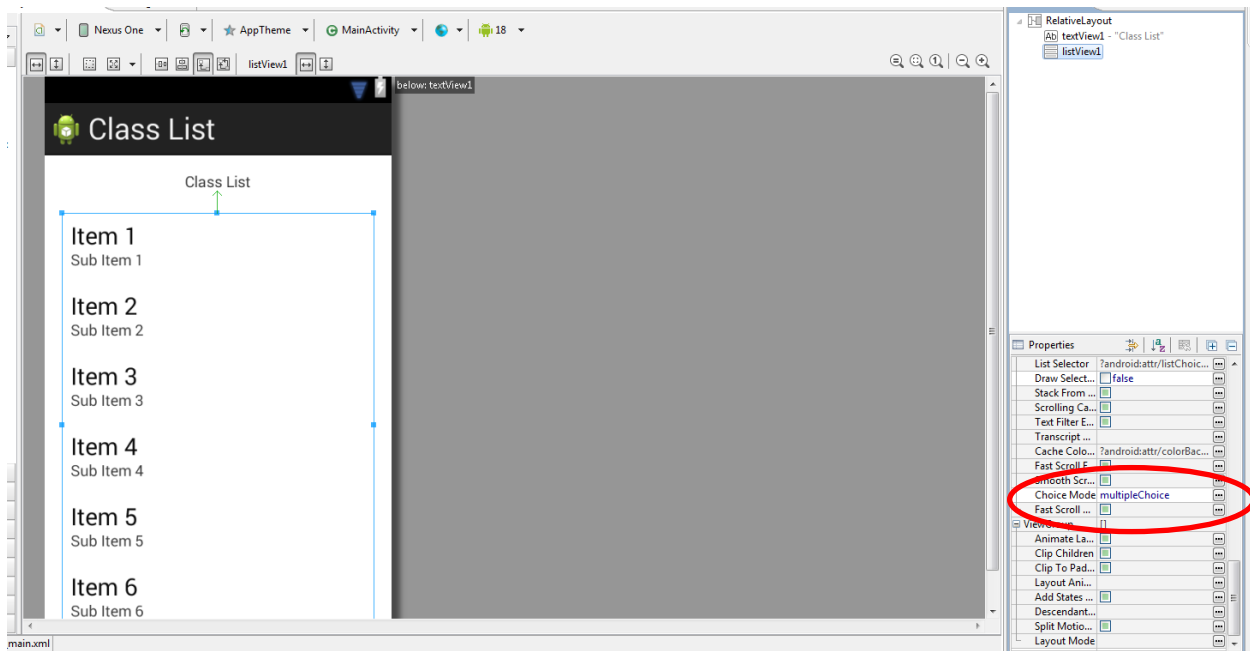 Nexus One AppTheme MainActivity 18
listView1
below: textView1
Class List
Class List
Item 1
Sub Item 1
Item 2
Sub Item 2
Item 3
Sub Item 3
Item 4
Sub Item 4
Item 5
Sub Item 5
Item 6
Sub Item 6
main.xml
RelativeLayout
Ab textView1 - "Class List"
listView1
Properties
List Selector ?android:attr/listChoic...
Draw Select... false
Stack From ...
Scrolling Ca...
Text Filter E...
Transcript ...
Cache Colo... ?android:attr/colorBac...
Fast Scroll E...
Smooth Scr...
Choice Mode multipleChoice
Fast Scroll ...
ViewGroup []
Animate La...
Clip Children
Clip To Pad...
Layout Ani...
Add States ...
Descendant...
Split Motio...
Layout Mode